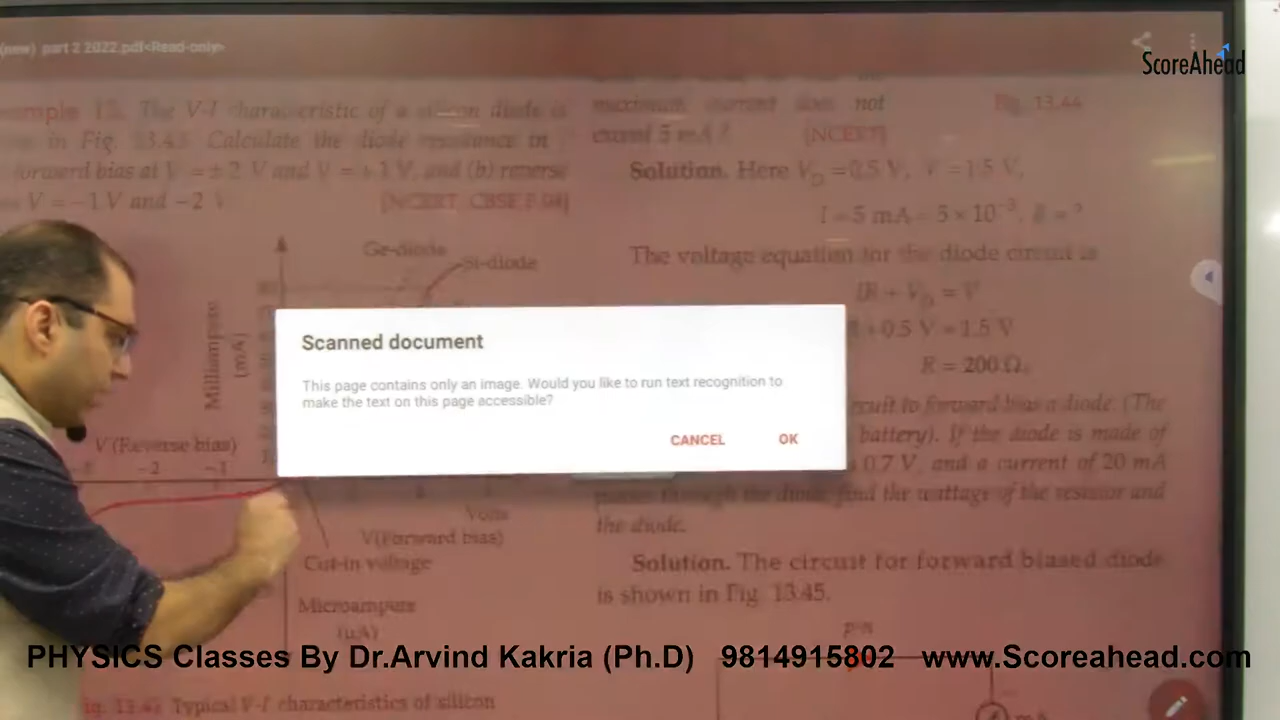 (new) part 2 2022.pdf<Read-only>
ScoreAhead
ample 13. The V-I characteristic of a silicon diode is
in Fig. 13.43. Calculate the diode resistance in
forward bias at V = ±2 V and V = +1 V, and (b) reverse
V = −1 V and −2 V
[NCERT, CBSE F 04]
Ge-diode
Si-diode
Milliampere
(mA)
V (Reverse bias)
−2
−1
Volts
V(Forward bias)
Cut-in voltage
Microampere
(μA)
ig. 13.43 Typical V-I characteristics of silicon
maximum current does not
Fig. 13.44
exceed 5 mA?
[NCERT]
Solution. Here V_D = 0.5 V, V = 1.5 V,
I = 5 mA = 5 × 10⁻³, R = ?
The voltage equation for the diode circuit is
IR + V_D = V
+ 0.5 V = 1.5 V
R = 200 Ω.
rcuit to forward bias a diode. (The
battery). If the diode is made of
0.7 V, and a current of 20 mA
passes through the diode, find the wattage of the resistor and
the diode.
Solution. The circuit for forward biased diode
is shown in Fig. 13.45.
p-n
mA
Scanned document
This page contains only an image. Would you like to run text recognition to
make the text on this page accessible?
CANCEL
OK
PHYSICS Classes By Dr.Arvind Kakria (Ph.D) 9814915802 www.Scoreahead.com